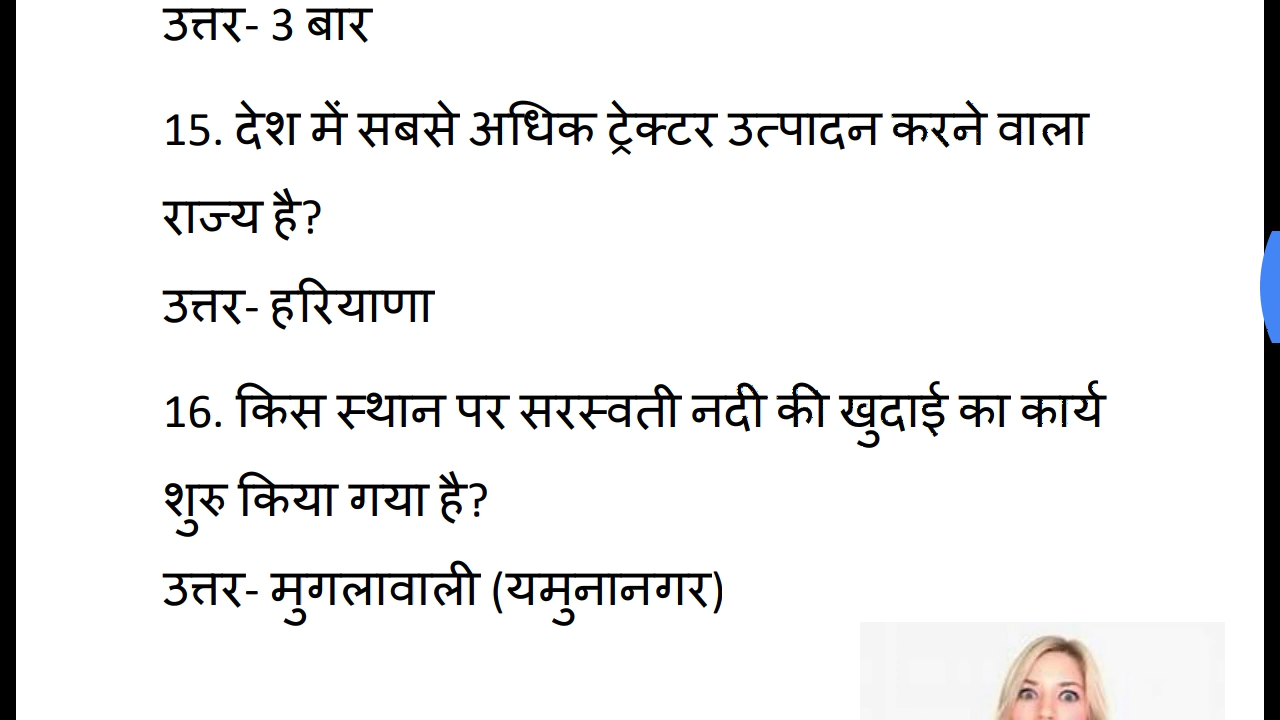 उत्तर- 3 बार
15. देश में सबसे अधिक ट्रेक्टर उत्पादन करने वाला
राज्य है?
उत्तर- हरियाणा
16. किस स्थान पर सरस्वती नदी की खुदाई का कार्य
शुरु किया गया है?
उत्तर- मुगलावाली (यमुनानगर)